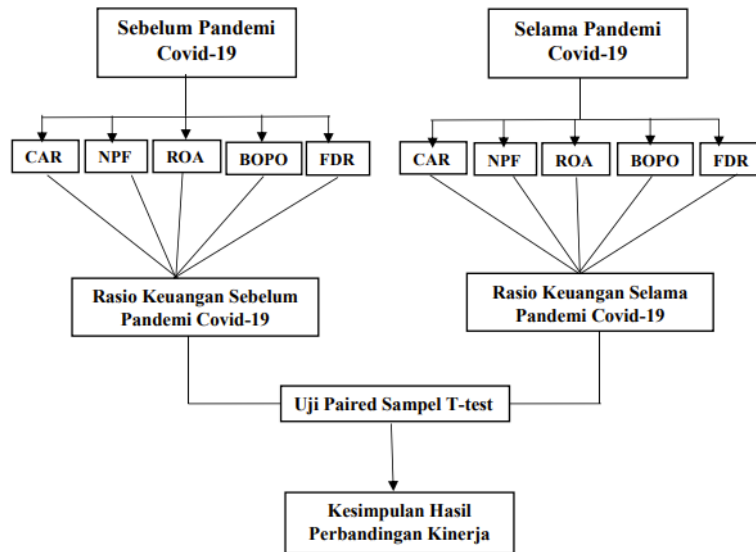 Sebelum Pandemi
Covid-19
Selama Pandemi
Covid-19
CAR
NPF
ROA
BOPO
FDR
CAR
NPF
ROA
BOPO
FDR
Rasio Keuangan Sebelum
Pandemi Covid-19
Rasio Keuangan Selama
Pandemi Covid-19
Uji Paired Sampel T-test
Kesimpulan Hasil
Perbandingan Kinerja